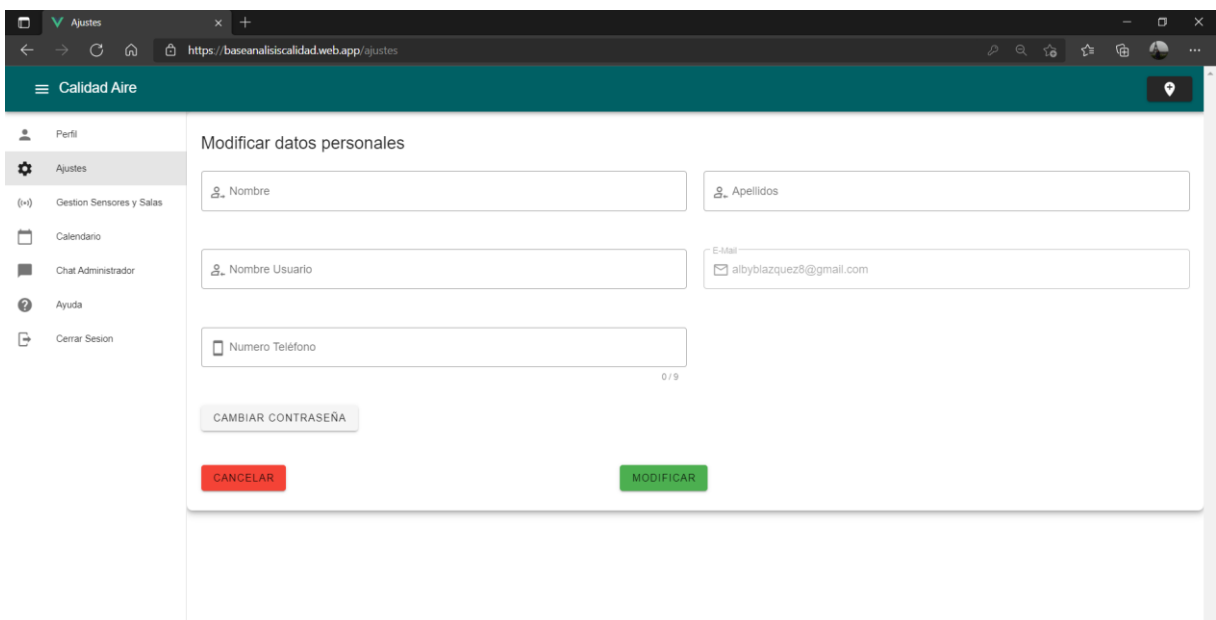 Ajustes
https://baseanalisiscalidad.web.app/ajustes
Calidad Aire
Perfil
Ajustes
Gestion Sensores y Salas
Calendario
Chat Administrador
Ayuda
Cerrar Sesion
Modificar datos personales
Nombre
Apellidos
Nombre Usuario
E-Mail
albyblazquez8@gmail.com
Numero Teléfono
0 / 9
CAMBIAR CONTRASEÑA
CANCELAR
MODIFICAR